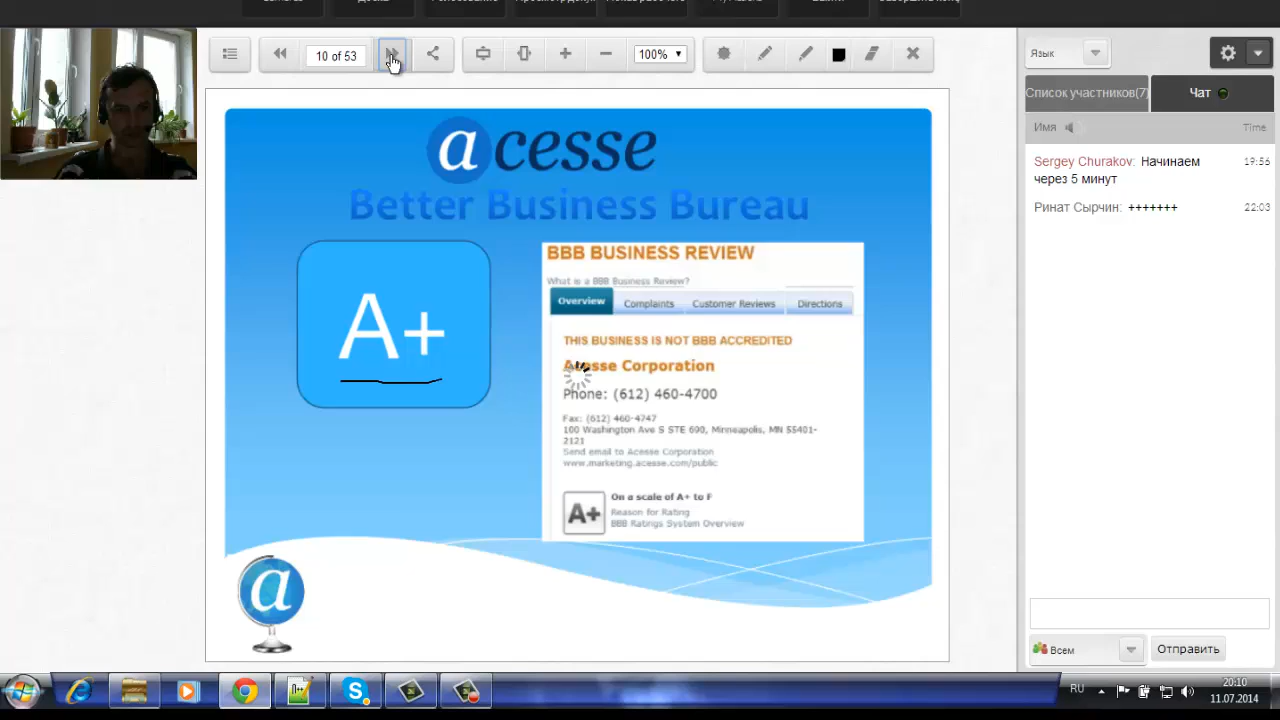 10 of 53
100%
Язык
Список участников(7)
Чат
Имя
Time
Sergey Churakov: Начинаем
19:56
через 5 минут
Ринат Сырчин: +++++++
22:03
acesse
Better Business Bureau
A+
BBB BUSINESS REVIEW
What is a BBB Business Review?
Overview
Complaints
Customer Reviews
Directions
THIS BUSINESS IS NOT BBB ACCREDITED
Acesse Corporation
Phone: (612) 460-4700
Fax: (612) 460-4747
100 Washington Ave S STE 690, Minneapolis, MN 55401-
2121
Send email to Acesse Corporation
www.marketing.acesse.com/public
A+
On a scale of A+ to F
Reason for Rating
BBB Ratings System Overview
a
Всем
Отправить
RU
20:10
11.07.2014